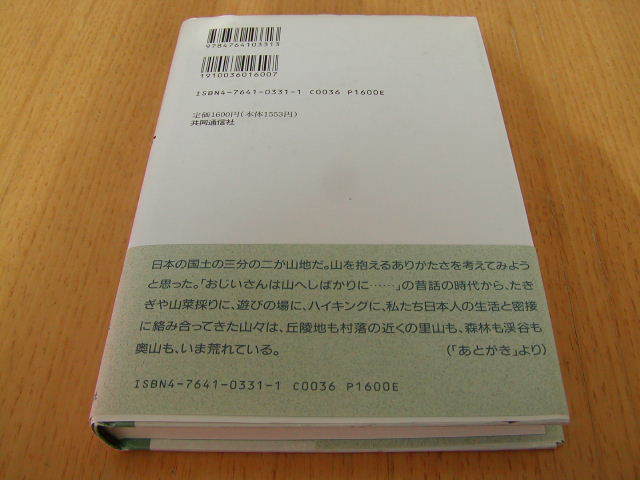 9784764103313
1910036016007
ISBN4-7641-0331-1 C0036 P1600E
定価1600円(本体1553円)
共同通信社
日本の国土の三分の二が山地だ。山を抱えるありがたさを考えてみよう
と思った。「おじいさんは山へしばかりに……」の昔話の時代から、たき
ぎや山菜採りに、遊びの場に、ハイキングに、私たち日本人の生活と密接
に絡み合ってきた山々は、丘陵地も村落の近くの里山も、森林も渓谷も
奥山も、いま荒れている。 (「あとがき」より)
ISBN4-7641-0331-1 C0036 P1600E